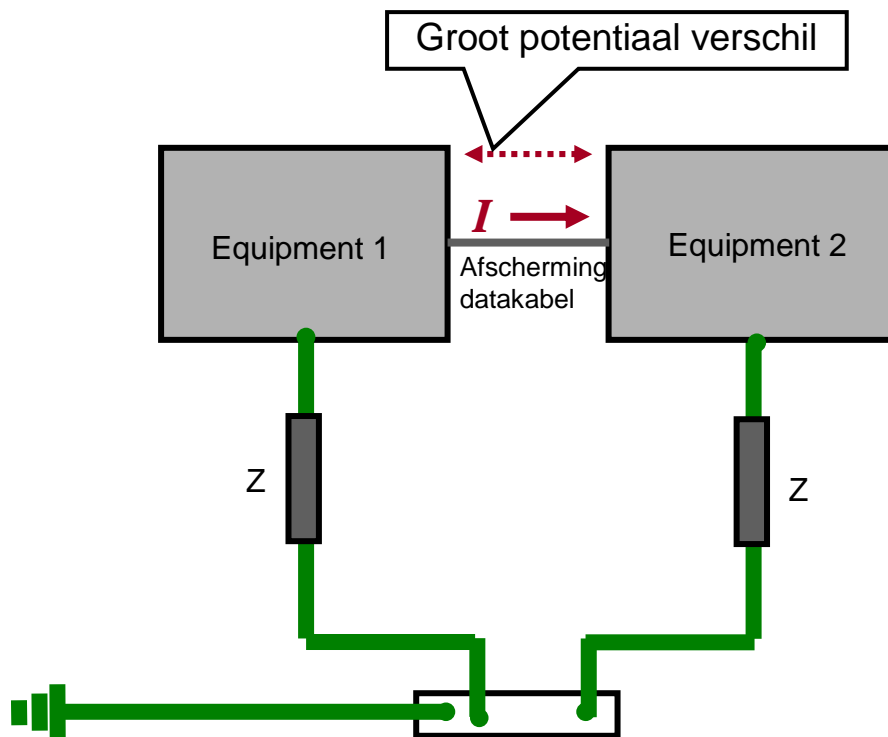 Groot potentiaal verschil
I
Equipment 1
Equipment 2
Afscherming
datakabel
Z
Z